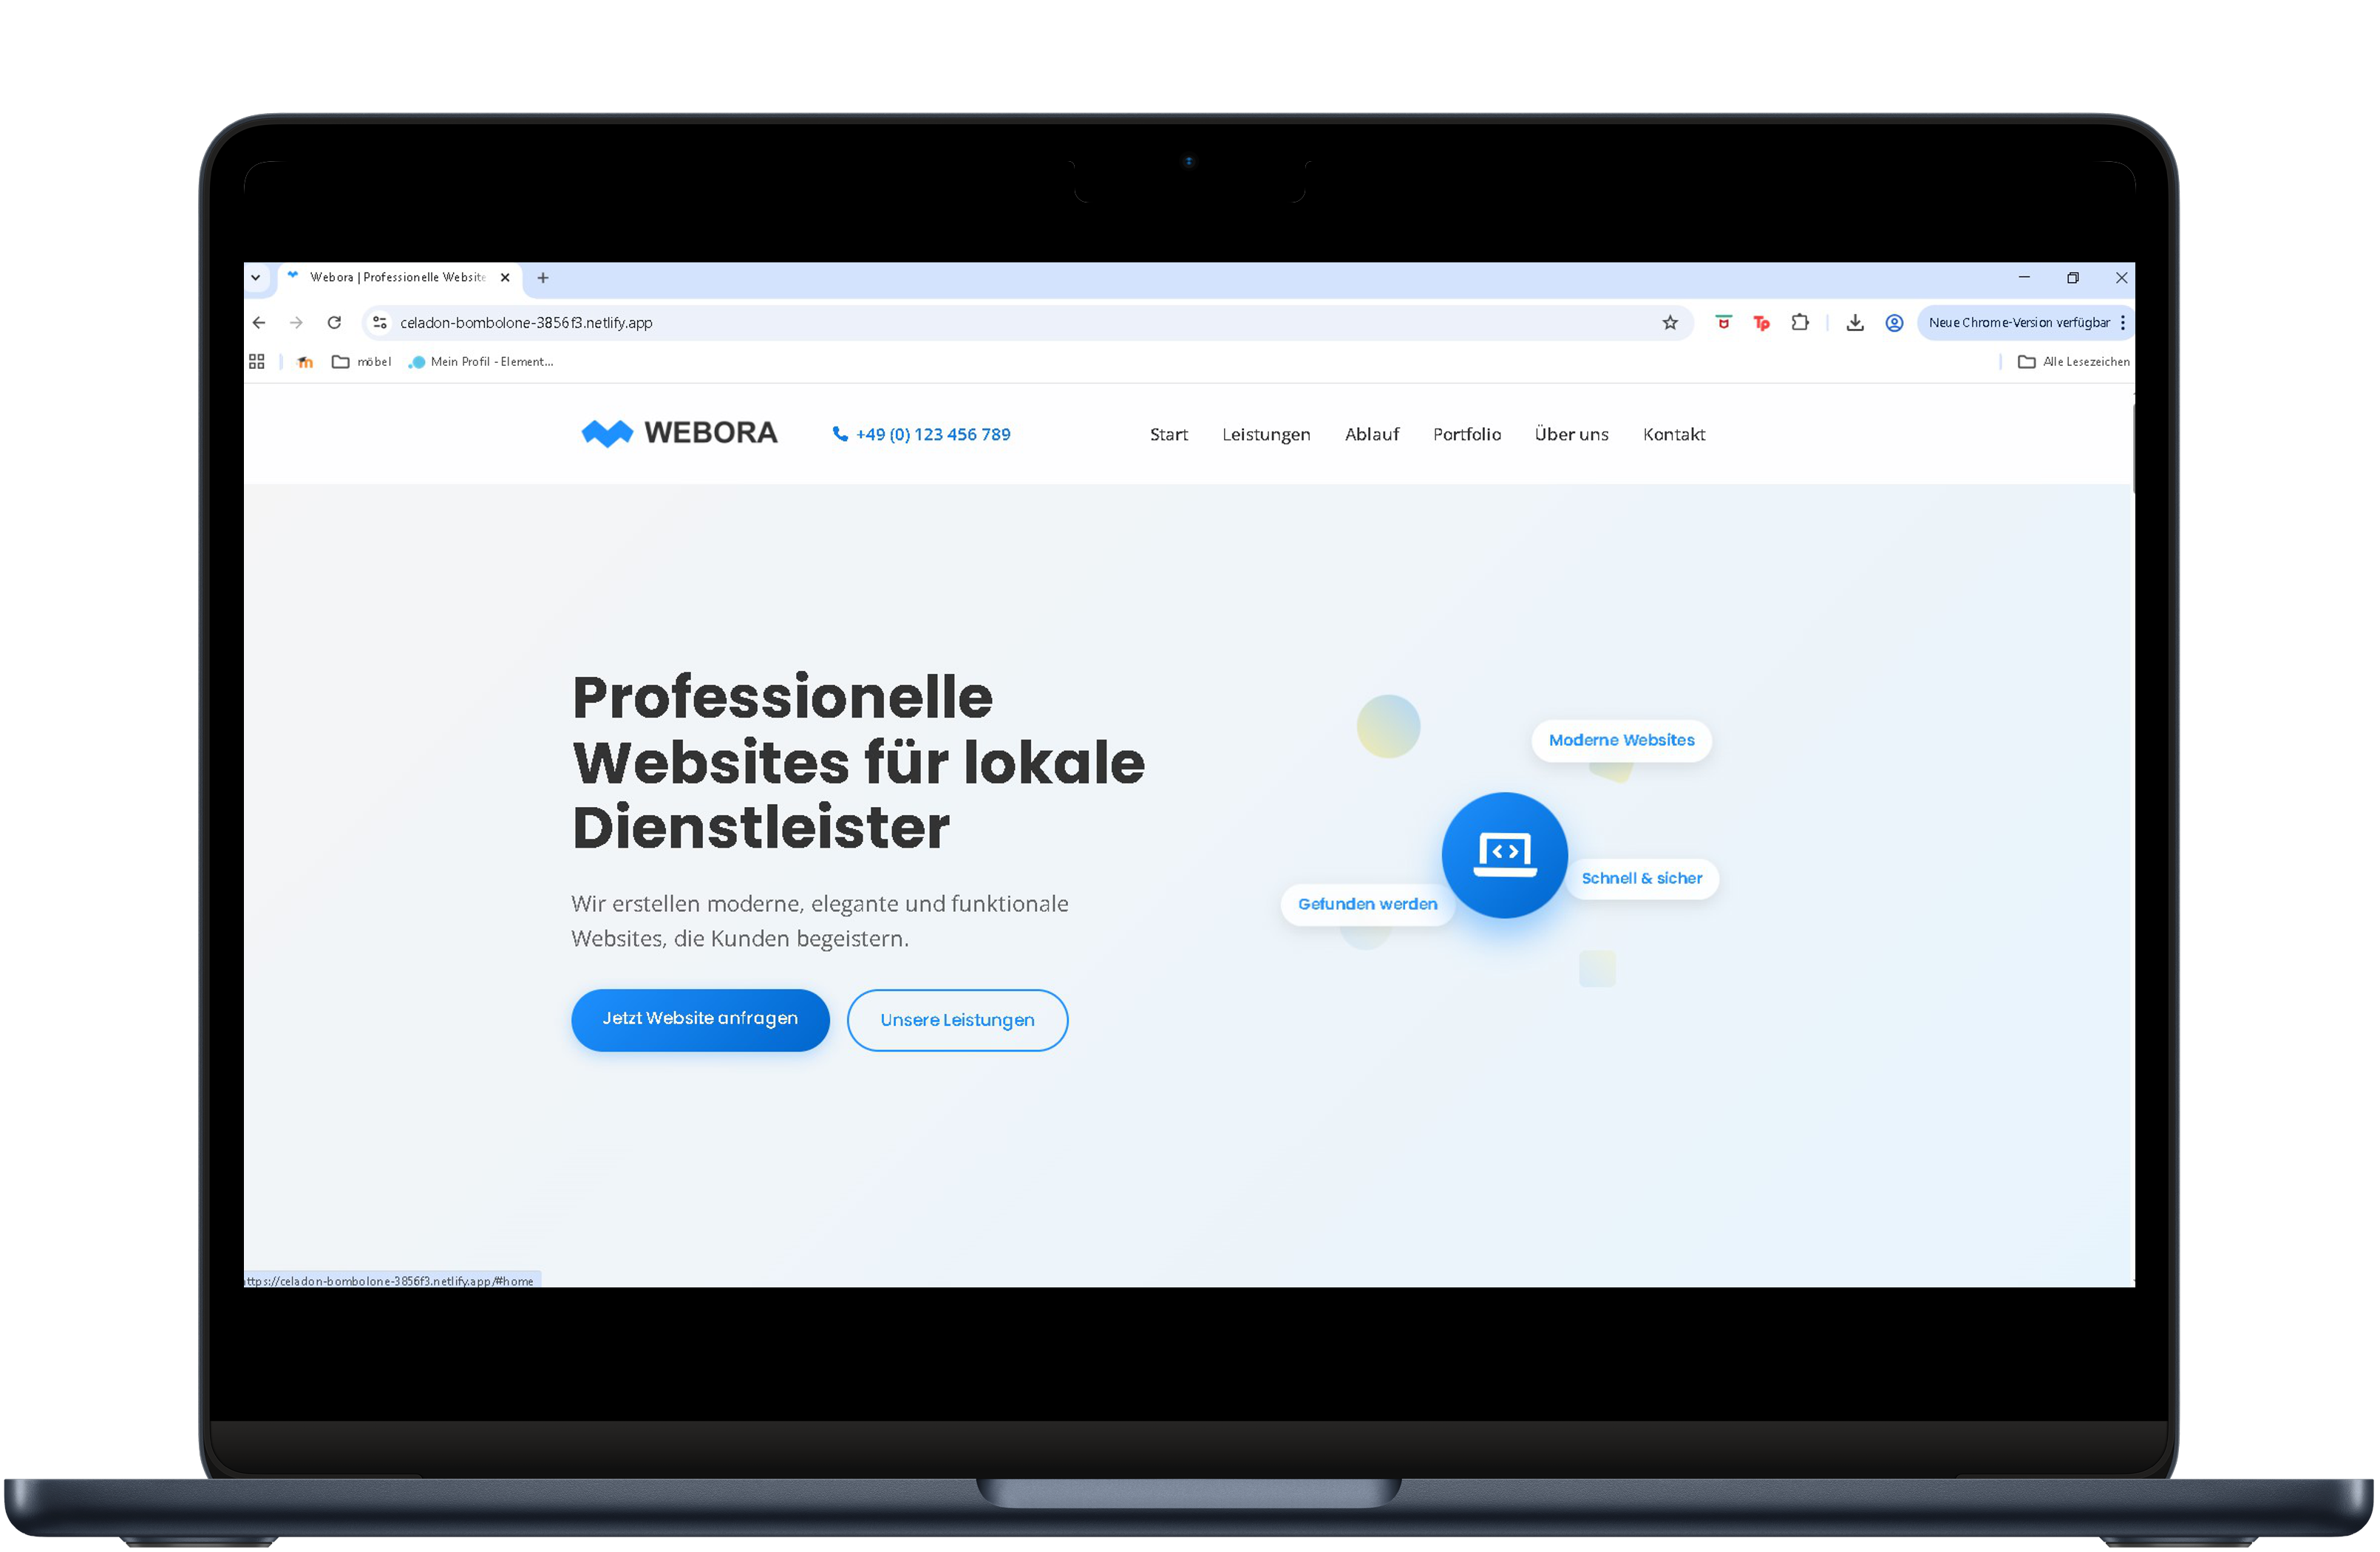 Webora | Professionelle Website
celadon-bombolone-3856f3.netlify.app
Neue Chrome-Version verfügbar
möbel
Mein Profil - Element...
Alle Lesezeichen
WEBORA
+49 (0) 123 456 789
Start
Leistungen
Ablauf
Portfolio
Über uns
Kontakt
Professionelle
Websites für lokale
Dienstleister
Wir erstellen moderne, elegante und funktionale
Websites, die Kunden begeistern.
Jetzt Website anfragen
Unsere Leistungen
Moderne Websites
Schnell & sicher
Gefunden werden
ttps://celadon-bombolone-3856f3.netlify.app/#home